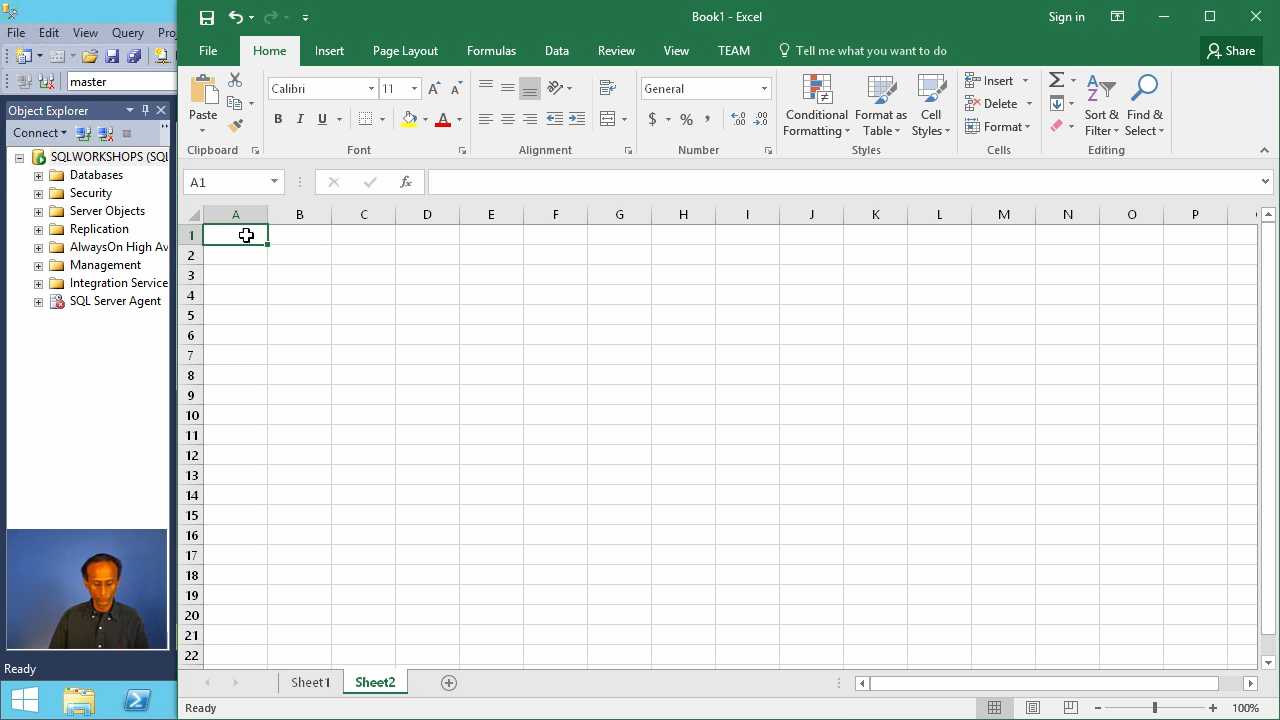 Book1 - Excel
Sign in
File Edit View Query
File Home Insert Page Layout Formulas Data Review View TEAM Tell me what you want to do Share
master
Calibri 11
General
Paste
B I U
A A
$ % ,
Conditional Formatting
Format as Table
Cell Styles
Insert
Delete
Format
Sort & Filter
Find & Select
Clipboard Font Alignment Number Styles Cells Editing
Object Explorer
Connect
SQLWORKSHOPS (SQL
Databases
Security
Server Objects
Replication
AlwaysOn High Av
Management
Integration Service
SQL Server Agent
A1
fx
A B C D E F G H I J K L M N O P
1
2
3
4
5
6
7
8
9
10
11
12
13
14
15
16
17
18
19
20
21
22
Sheet1 Sheet2
Ready
Ready
100%